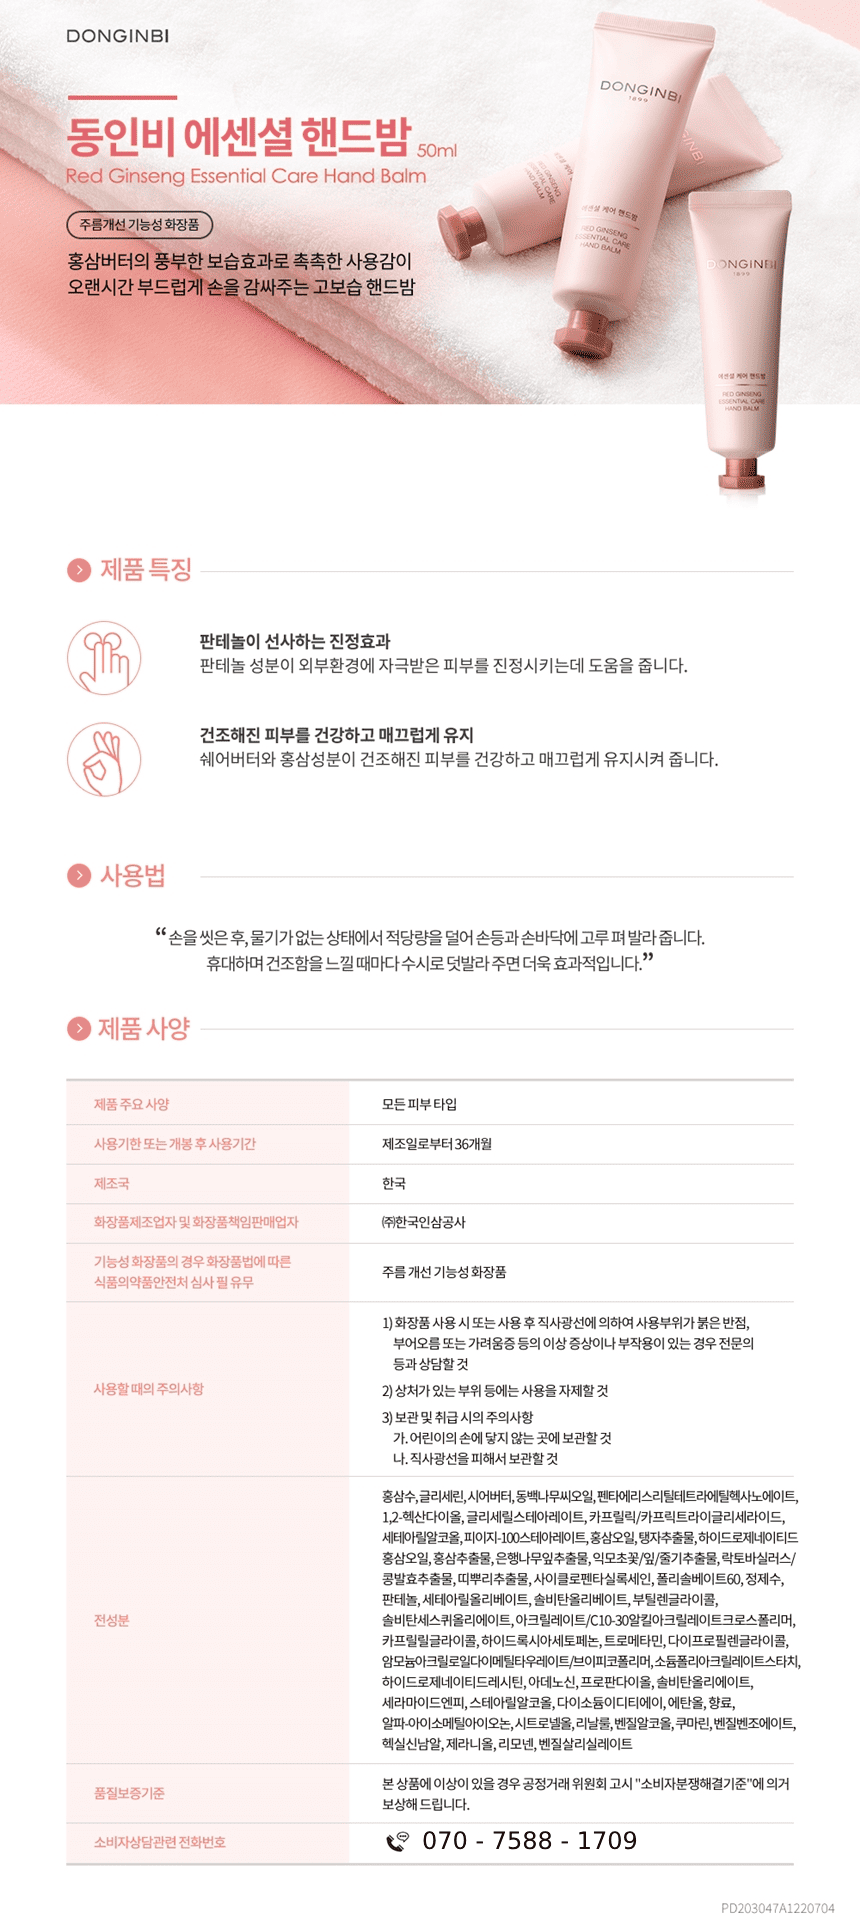 DONGINBI
동인비 에센셜 핸드밤 50ml
Red Ginseng Essential Care Hand Balm
주름개선 기능성 화장품
홍삼버터의 풍부한 보습효과로 촉촉한 사용감이
오랜시간 부드럽게 손을 감싸주는 고보습 핸드밤
DONGINBI
1899
에센셜 케어 핸드밤
RED GINSENG
ESSENTIAL CARE
HAND BALM
DONGINBI
1899
에센셜 케어 핸드밤
RED GINSENG
ESSENTIAL CARE
HAND BALM
제품 특징
판테놀이 선사하는 진정효과
판테놀 성분이 외부환경에 자극받은 피부를 진정시키는데 도움을 줍니다.
건조해진 피부를 건강하고 매끄럽게 유지
쉐어버터와 홍삼성분이 건조해진 피부를 건강하고 매끄럽게 유지시켜 줍니다.
사용법
“손을 씻은 후, 물기가 없는 상태에서 적당량을 덜어 손등과 손바닥에 고루 펴 발라 줍니다.
휴대하며 건조함을 느낄 때마다 수시로 덧발라 주면 더욱 효과적입니다.”
제품 사양
제품 주요 사양
모든 피부 타입
사용기한 또는 개봉 후 사용기간
제조일로부터 36개월
제조국
한국
화장품제조업자 및 화장품책임판매업자
㈜한국인삼공사
기능성 화장품의 경우 화장품법에 따른
식품의약품안전처 심사 필 유무
주름 개선 기능성 화장품
사용할 때의 주의사항
1) 화장품 사용 시 또는 사용 후 직사광선에 의하여 사용부위가 붉은 반점,
부어오름 또는 가려움증 등의 이상 증상이나 부작용이 있는 경우 전문의
등과 상담할 것
2) 상처가 있는 부위 등에는 사용을 자제할 것
3) 보관 및 취급 시의 주의사항
가. 어린이의 손에 닿지 않는 곳에 보관할 것
나. 직사광선을 피해서 보관할 것
전성분
홍삼수, 글리세린, 시어버터, 동백나무씨오일, 펜타에리스리틸테트라에틸헥사노에이트,
1,2-헥산다이올, 글리세릴스테아레이트, 카프릴릭/카프릭트라이글리세라이드,
세테아릴알코올, 피이지-100스테아레이트, 홍삼오일, 탱자추출물, 하이드로제네이티드
홍삼오일, 홍삼추출물, 은행나무잎추출물, 익모초꽃/잎/줄기추출물, 락토바실러스/
콩발효추출물, 띠뿌리추출물, 사이클로펜타실록세인, 폴리솔베이트60, 정제수,
판테놀, 세테아릴올리베이트, 솔비탄올리베이트, 부틸렌글라이콜,
솔비탄세스퀴올리에이트, 아크릴레이트/C10-30알킬아크릴레이트크로스폴리머,
카프릴릴글라이콜, 하이드록시아세토페논, 트로메타민, 다이프로필렌글라이콜,
암모늄아크릴로일다이메틸타우레이트/브이피코폴리머, 소듐폴리아크릴레이트스타치,
하이드로제네이티드레시틴, 아데노신, 프로판다이올, 솔비탄올리에이트,
세라마이드엔피, 스테아릴알코올, 다이소듐이디티에이, 에탄올, 향료,
알파-아이소메틸아이오논, 시트로넬올, 리날룰, 벤질알코올, 쿠마린, 벤질벤조에이트,
헥실신남알, 제라니올, 리모넨, 벤질살리실레이트
품질보증기준
본 상품에 이상이 있을 경우 공정거래 위원회 고시 "소비자분쟁해결기준"에 의거
보상해 드립니다.
소비자상담관련 전화번호
070 - 7588 - 1709
PD203047A1220704